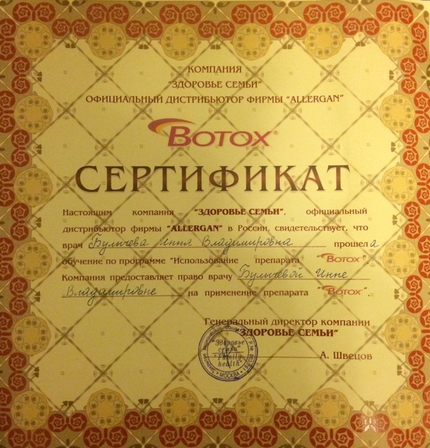 КОМПАНИЯ
"ЗДОРОВЬЕ СЕМЬИ"
ОФИЦИАЛЬНЫЙ ДИСТРИБЬЮТОР ФИРМЫ "ALLERGAN"
BOTOX®
СЕРТИФИКАТ
Настоящим компания "ЗДОРОВЬЕ СЕМЬИ", официальный
дистрибьютор фирмы "ALLERGAN" в России, свидетельствует, что
врач Булычева Инна Владимировна прошел а
обучение по программе "Использование препарата "BOTOX".
Компания предоставляет право врачу Булычевой Инне
Владимировне на применение препарата "BOTOX".
Генеральный директор компании
"ЗДОРОВЬЕ СЕМЬИ"
А. Швецов